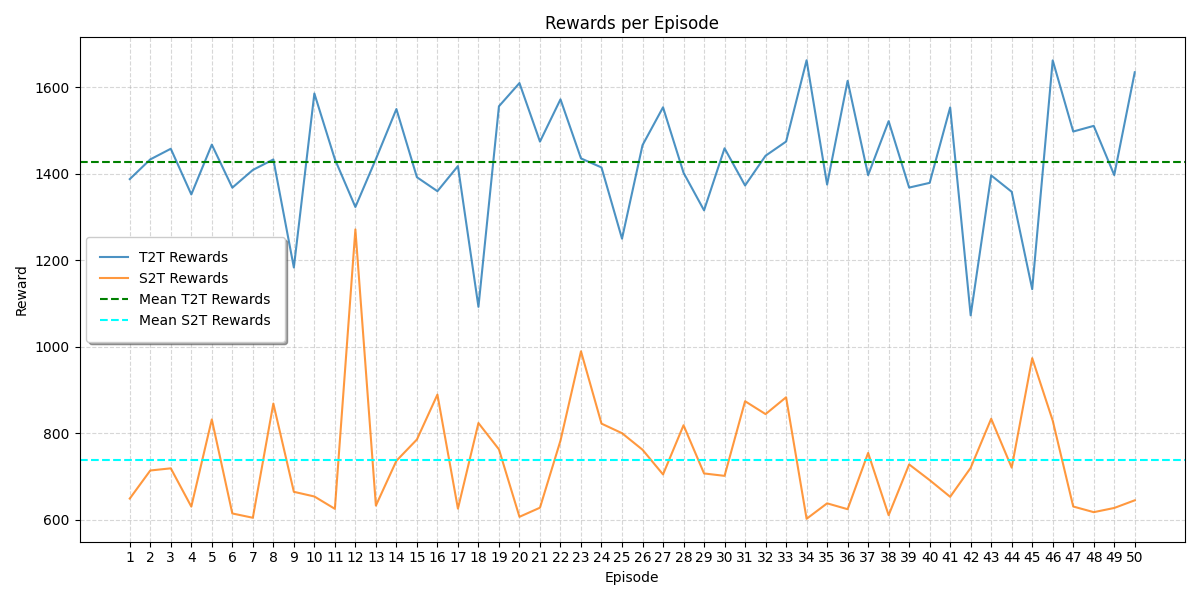 Rewards per Episode
Reward
1600
1400
1200
1000
800
600
T2T Rewards
S2T Rewards
Mean T2T Rewards
Mean S2T Rewards
1 2 3 4 5 6 7 8 9 10 11 12 13 14 15 16 17 18 19 20 21 22 23 24 25 26 27 28 29 30 31 32 33 34 35 36 37 38 39 40 41 42 43 44 45 46 47 48 49 50
Episode